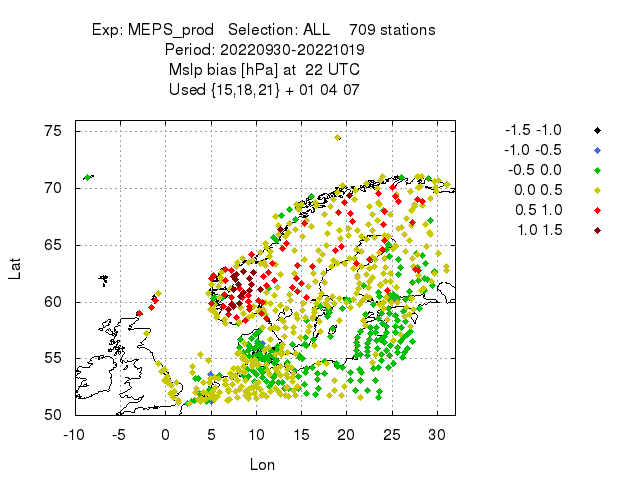 Exp: MEPS_prod Selection: ALL 709 stations
Period: 20220930-20221019
Mslp bias [hPa] at 22 UTC
Used {15,18,21} + 01 04 07
-1.5 -1.0
-1.0 -0.5
-0.5 0.0
0.0 0.5
0.5 1.0
1.0 1.5
Lat
75
70
65
60
55
50
-10 -5 0 5 10 15 20 25 30
Lon